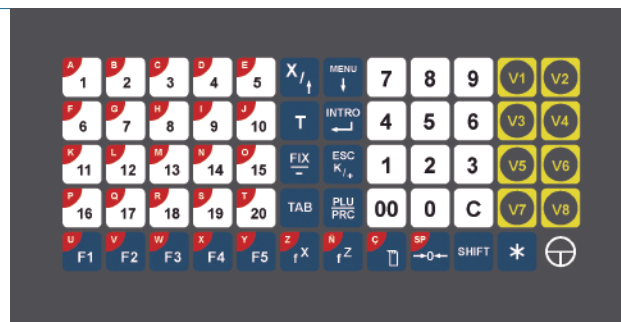 A 1 B 2 C 3 D 4 E 5 X/↑ MENU ↓ 7 8 9 V1 V2
F 6 G 7 H 8 I 9 J 10 T INTRO ↵ 4 5 6 V3 V4
K 11 L 12 M 13 N 14 O 15 FIX − ESC K/+ 1 2 3 V5 V6
P 16 Q 17 R 18 S 19 T 20 TAB PLU PRC 00 0 C V7 V8
U F1 V F2 W F3 X F4 Y F5 Z fX Ñ fZ Ç SP →0← SHIFT *